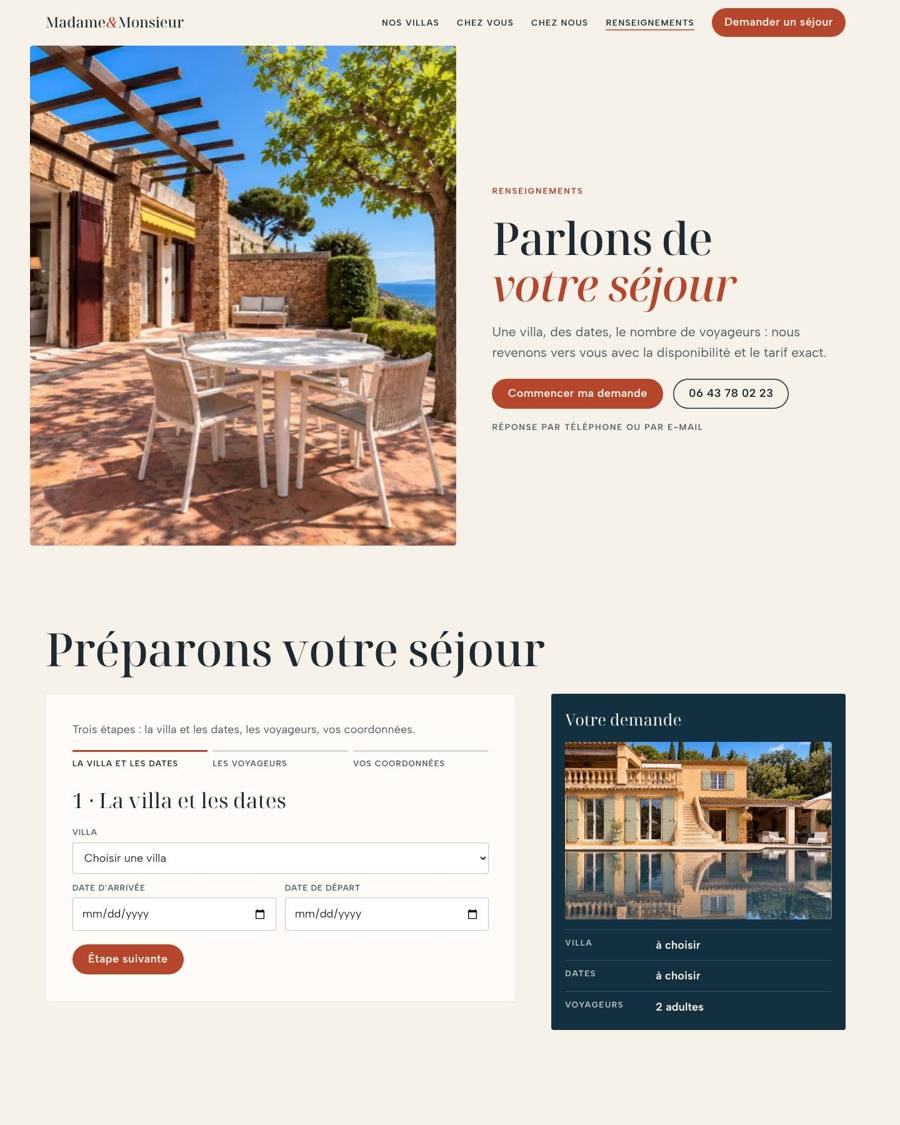 Madame&Monsieur
NOS VILLAS
CHEZ VOUS
CHEZ NOUS
RENSEIGNEMENTS
Demander un séjour
RENSEIGNEMENTS
Parlons de
votre séjour
Une villa, des dates, le nombre de voyageurs : nous
revenons vers vous avec la disponibilité et le tarif exact.
Commencer ma demande
06 43 78 02 23
RÉPONSE PAR TÉLÉPHONE OU PAR E-MAIL
Préparons votre séjour
Trois étapes : la villa et les dates, les voyageurs, vos coordonnées.
LA VILLA ET LES DATES
LES VOYAGEURS
VOS COORDONNÉES
1 · La villa et les dates
VILLA
Choisir une villa
DATE D'ARRIVÉE
DATE DE DÉPART
mm/dd/yyyy
mm/dd/yyyy
Étape suivante
Votre demande
VILLA
à choisir
DATES
à choisir
VOYAGEURS
2 adultes